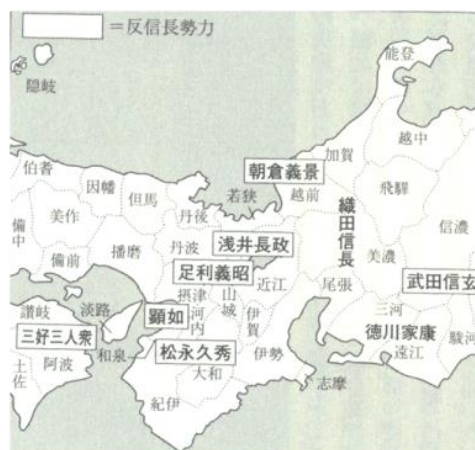 ＝反信長勢力
能登
隠岐
越中
加賀
朝倉義景
伯耆
因幡
但馬
若狭
越前
飛驒
丹後
織田信長
信濃
美作
備中
浅井長政
播磨
丹波
美濃
備前
足利義昭
近江
武田信玄
摂津
山城
尾張
讃岐
淡路
顕如
河内
伊賀
三河
三好三人衆
徳川家康
駿河
和泉
松永久秀
伊勢
遠江
阿波
土佐
大和
志摩
紀伊